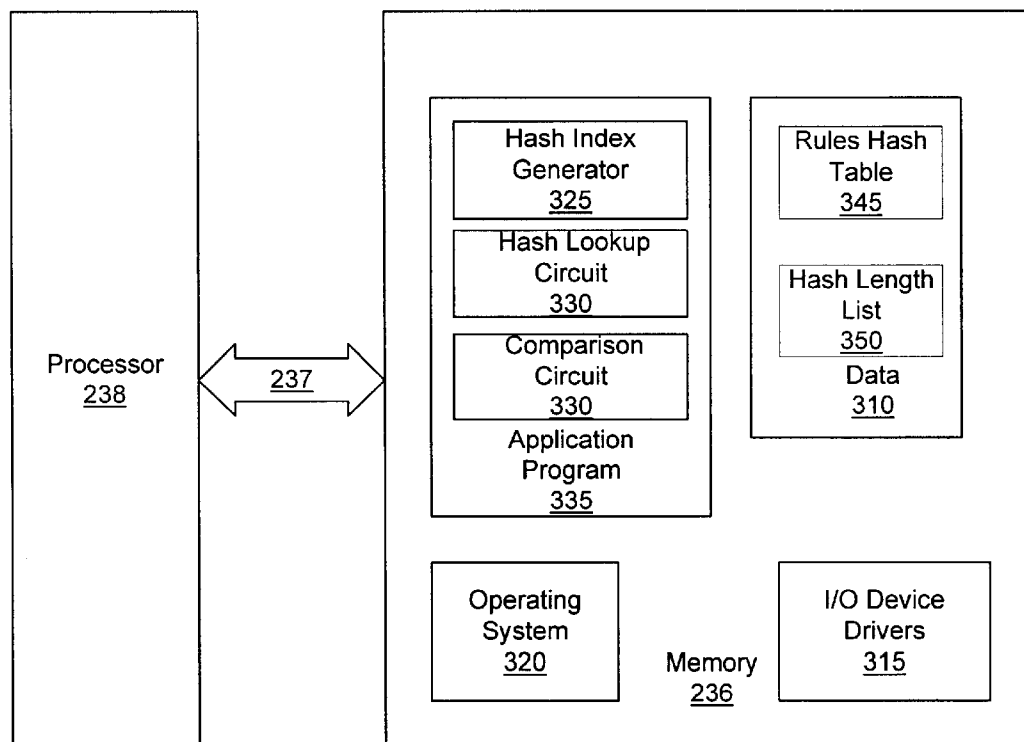 Processor
238
237
Hash Index
Generator
325
Hash Lookup
Circuit
330
Comparison
Circuit
330
Application
Program
335
Rules Hash
Table
345
Hash Length
List
350
Data
310
Operating
System
320
Memory
236
I/O Device
Drivers
315